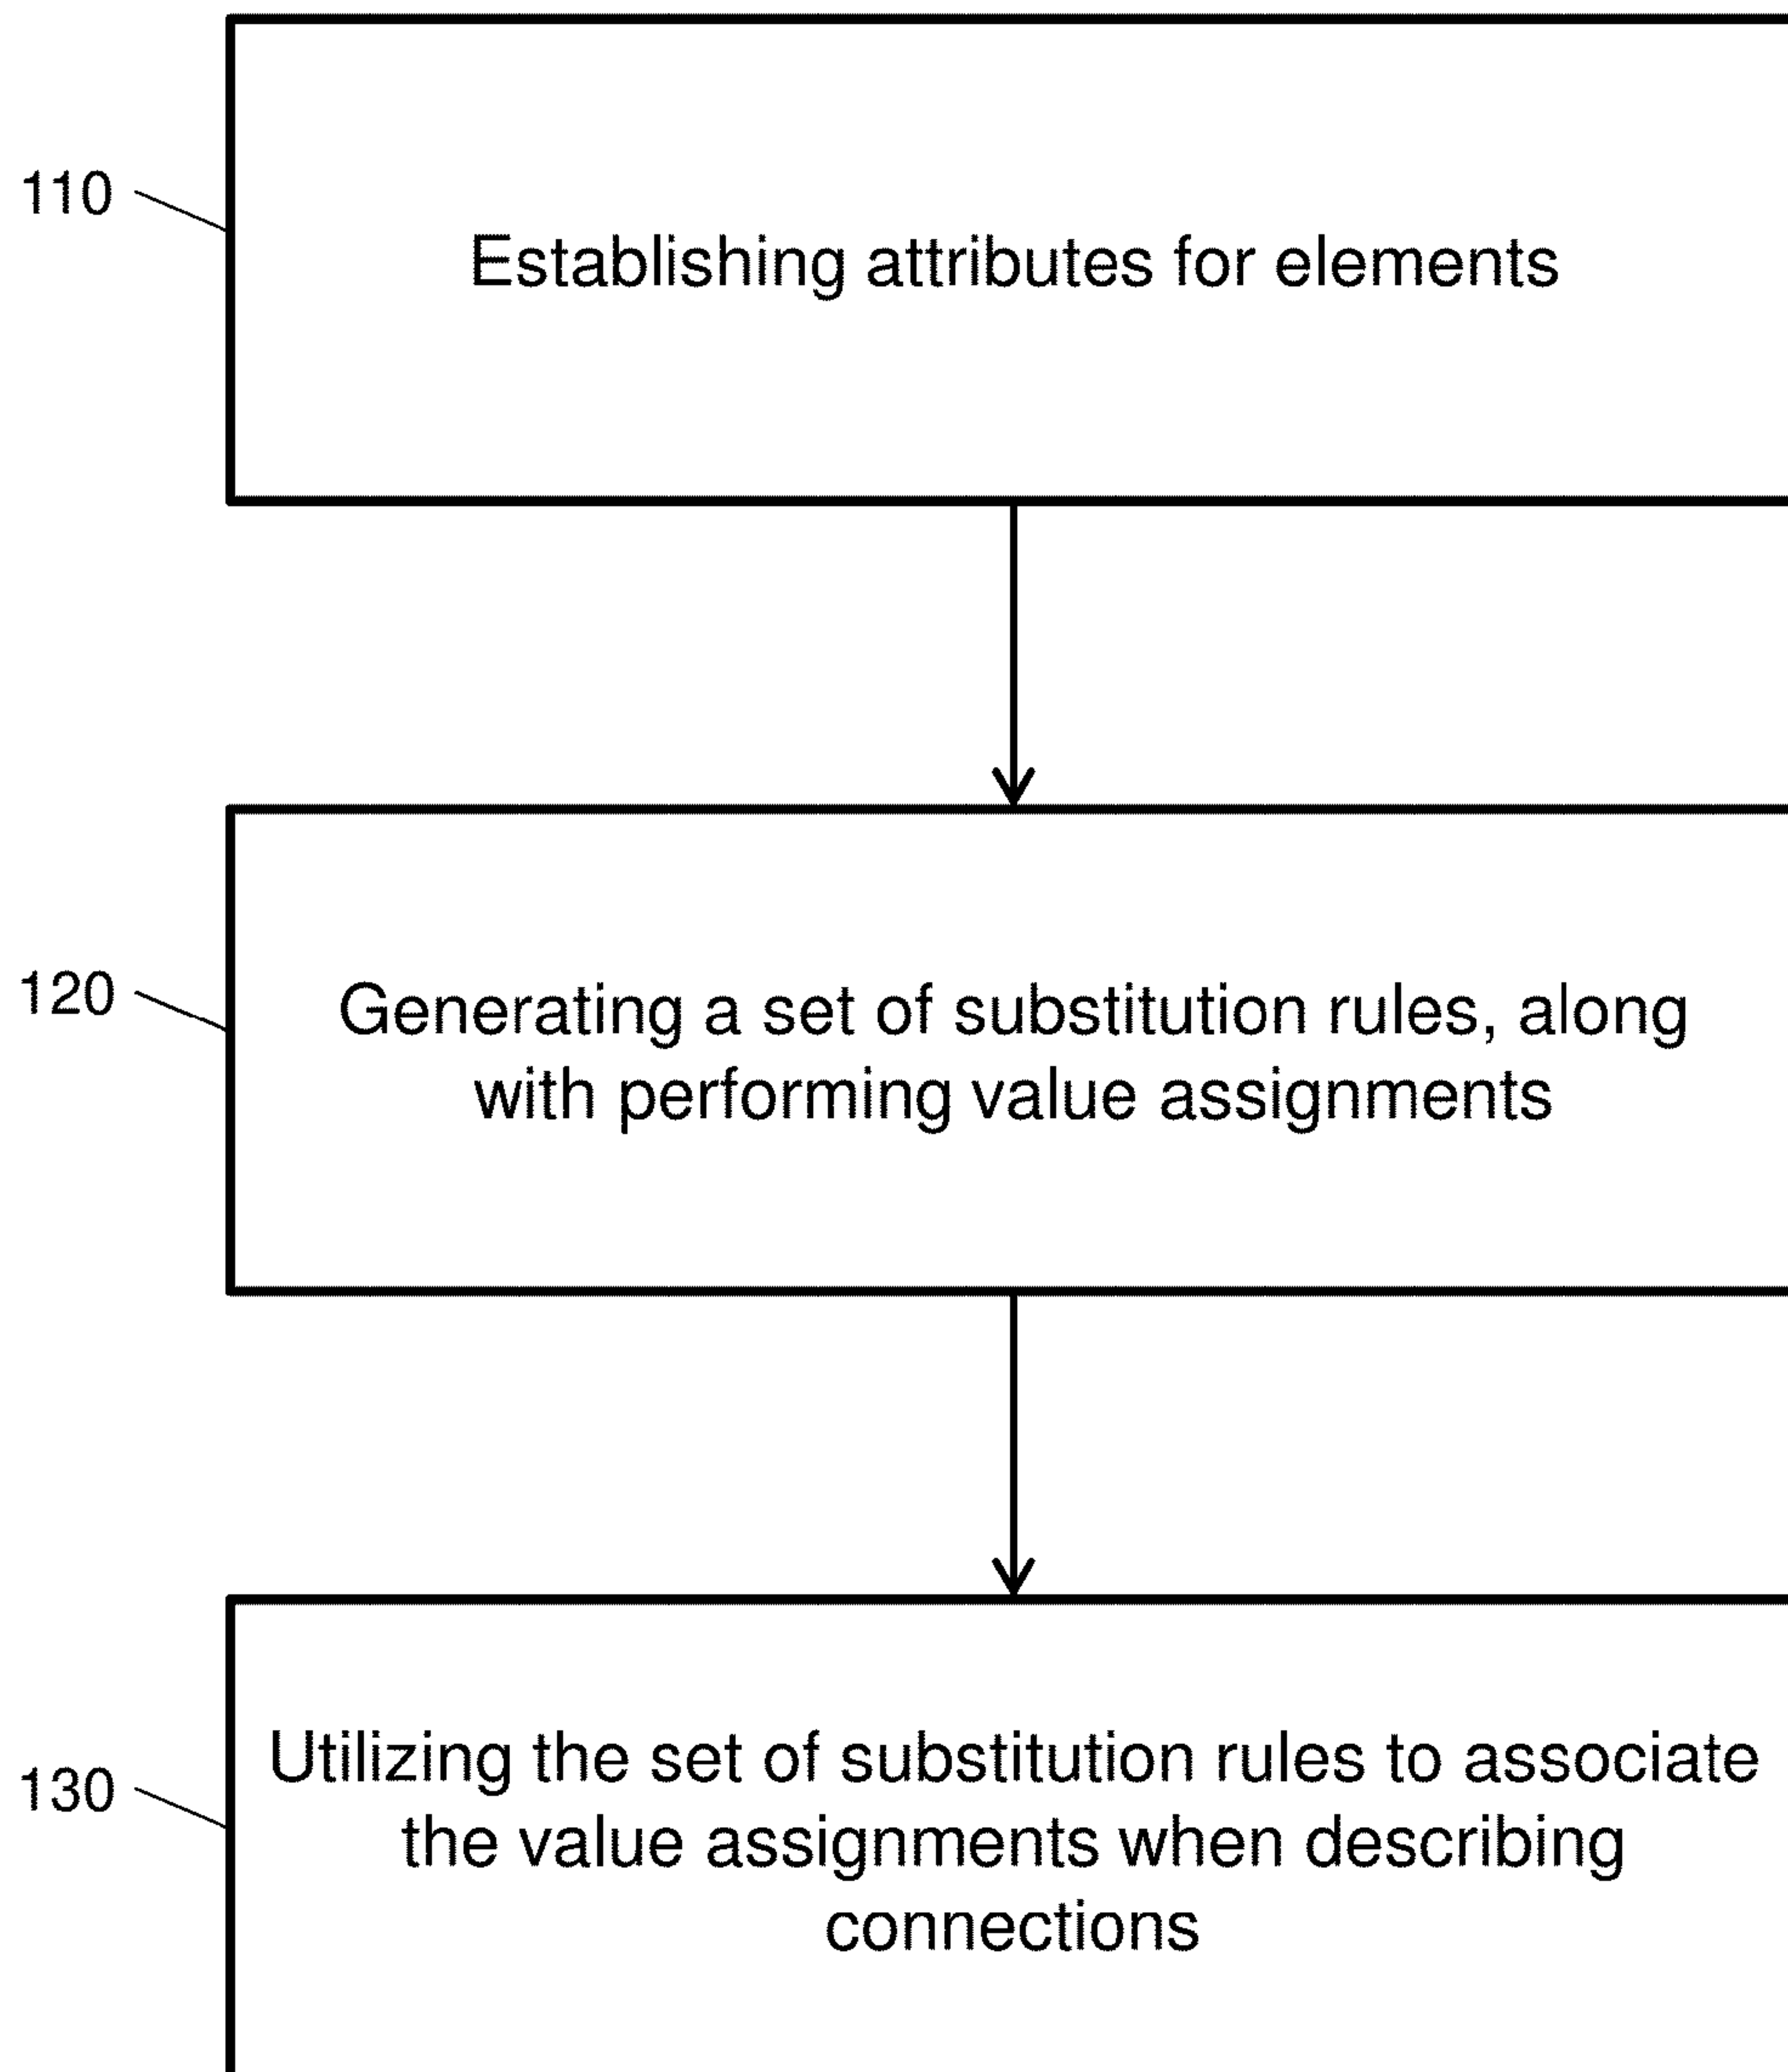 110
Establishing attributes for elements
120
Generating a set of substitution rules, along
with performing value assignments
130
Utilizing the set of substitution rules to associate
the value assignments when describing
connections